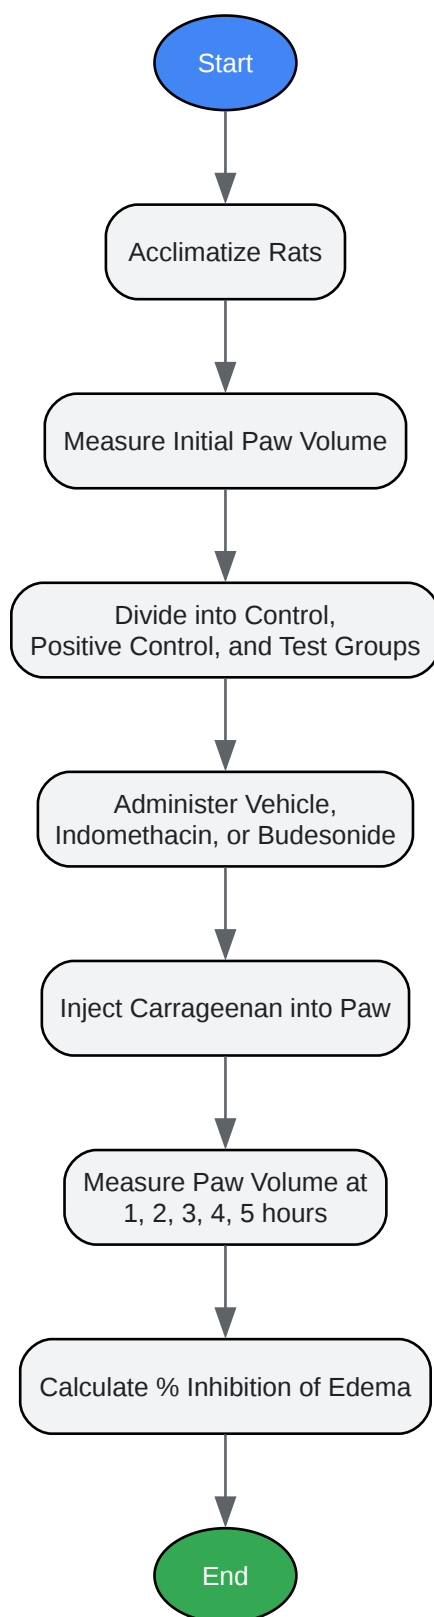 Start
Acclimatize Rats
Measure Initial Paw Volume
Divide into Control,
Positive Control, and Test Groups
Administer Vehicle,
Indomethacin, or Budesonide
Inject Carrageenan into Paw
Measure Paw Volume at
1, 2, 3, 4, 5 hours
Calculate % Inhibition of Edema
End